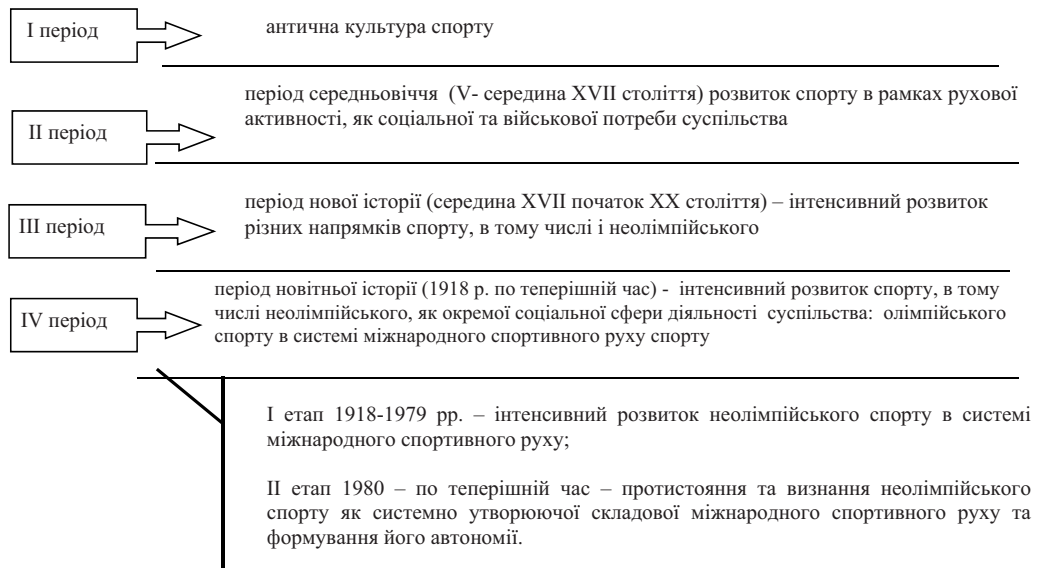 І період
антична культура спорту
ІІ період
період середньовіччя (V- середина XVII століття) розвиток спорту в рамках рухової
активності, як соціальної та військової потреби суспільства
ІІІ період
період нової історії (середина XVII початок ХХ століття) – інтенсивний розвиток
різних напрямків спорту, в тому числі і неолімпійського
IV період
період новітньої історії (1918 р. по теперішній час) - інтенсивний розвиток спорту, в тому
числі неолімпійського, як окремої соціальної сфери діяльності суспільства: олімпійського
спорту в системі міжнародного спортивного руху спорту
І етап 1918-1979 рр. – інтенсивний розвиток неолімпійського спорту в системі
міжнародного спортивного руху;
ІІ етап 1980 – по теперішній час – протистояння та визнання неолімпійського
спорту як системно утворюючої складової міжнародного спортивного руху та
формування його автономії.